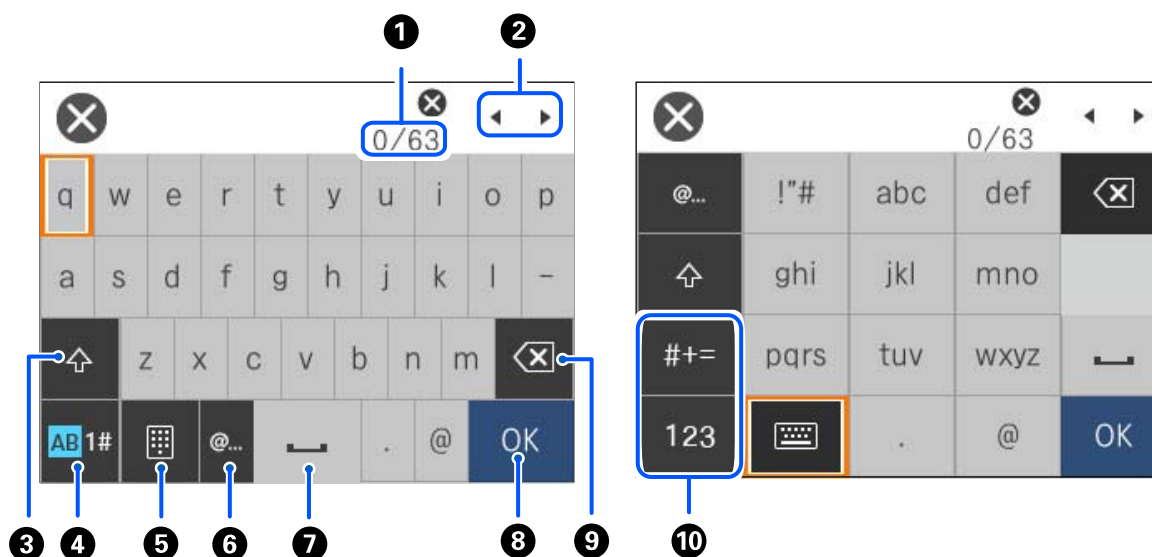 1 2
0/63 0/63
q w e r t y u i o p @... !"# abc def
a s d f g h j k l - ghi jkl mno
3 z x c v b n m #+= pqrs tuv wxyz
AB 1# @... . @ OK 123 . @ OK
3 4 5 6 7 8 9 10